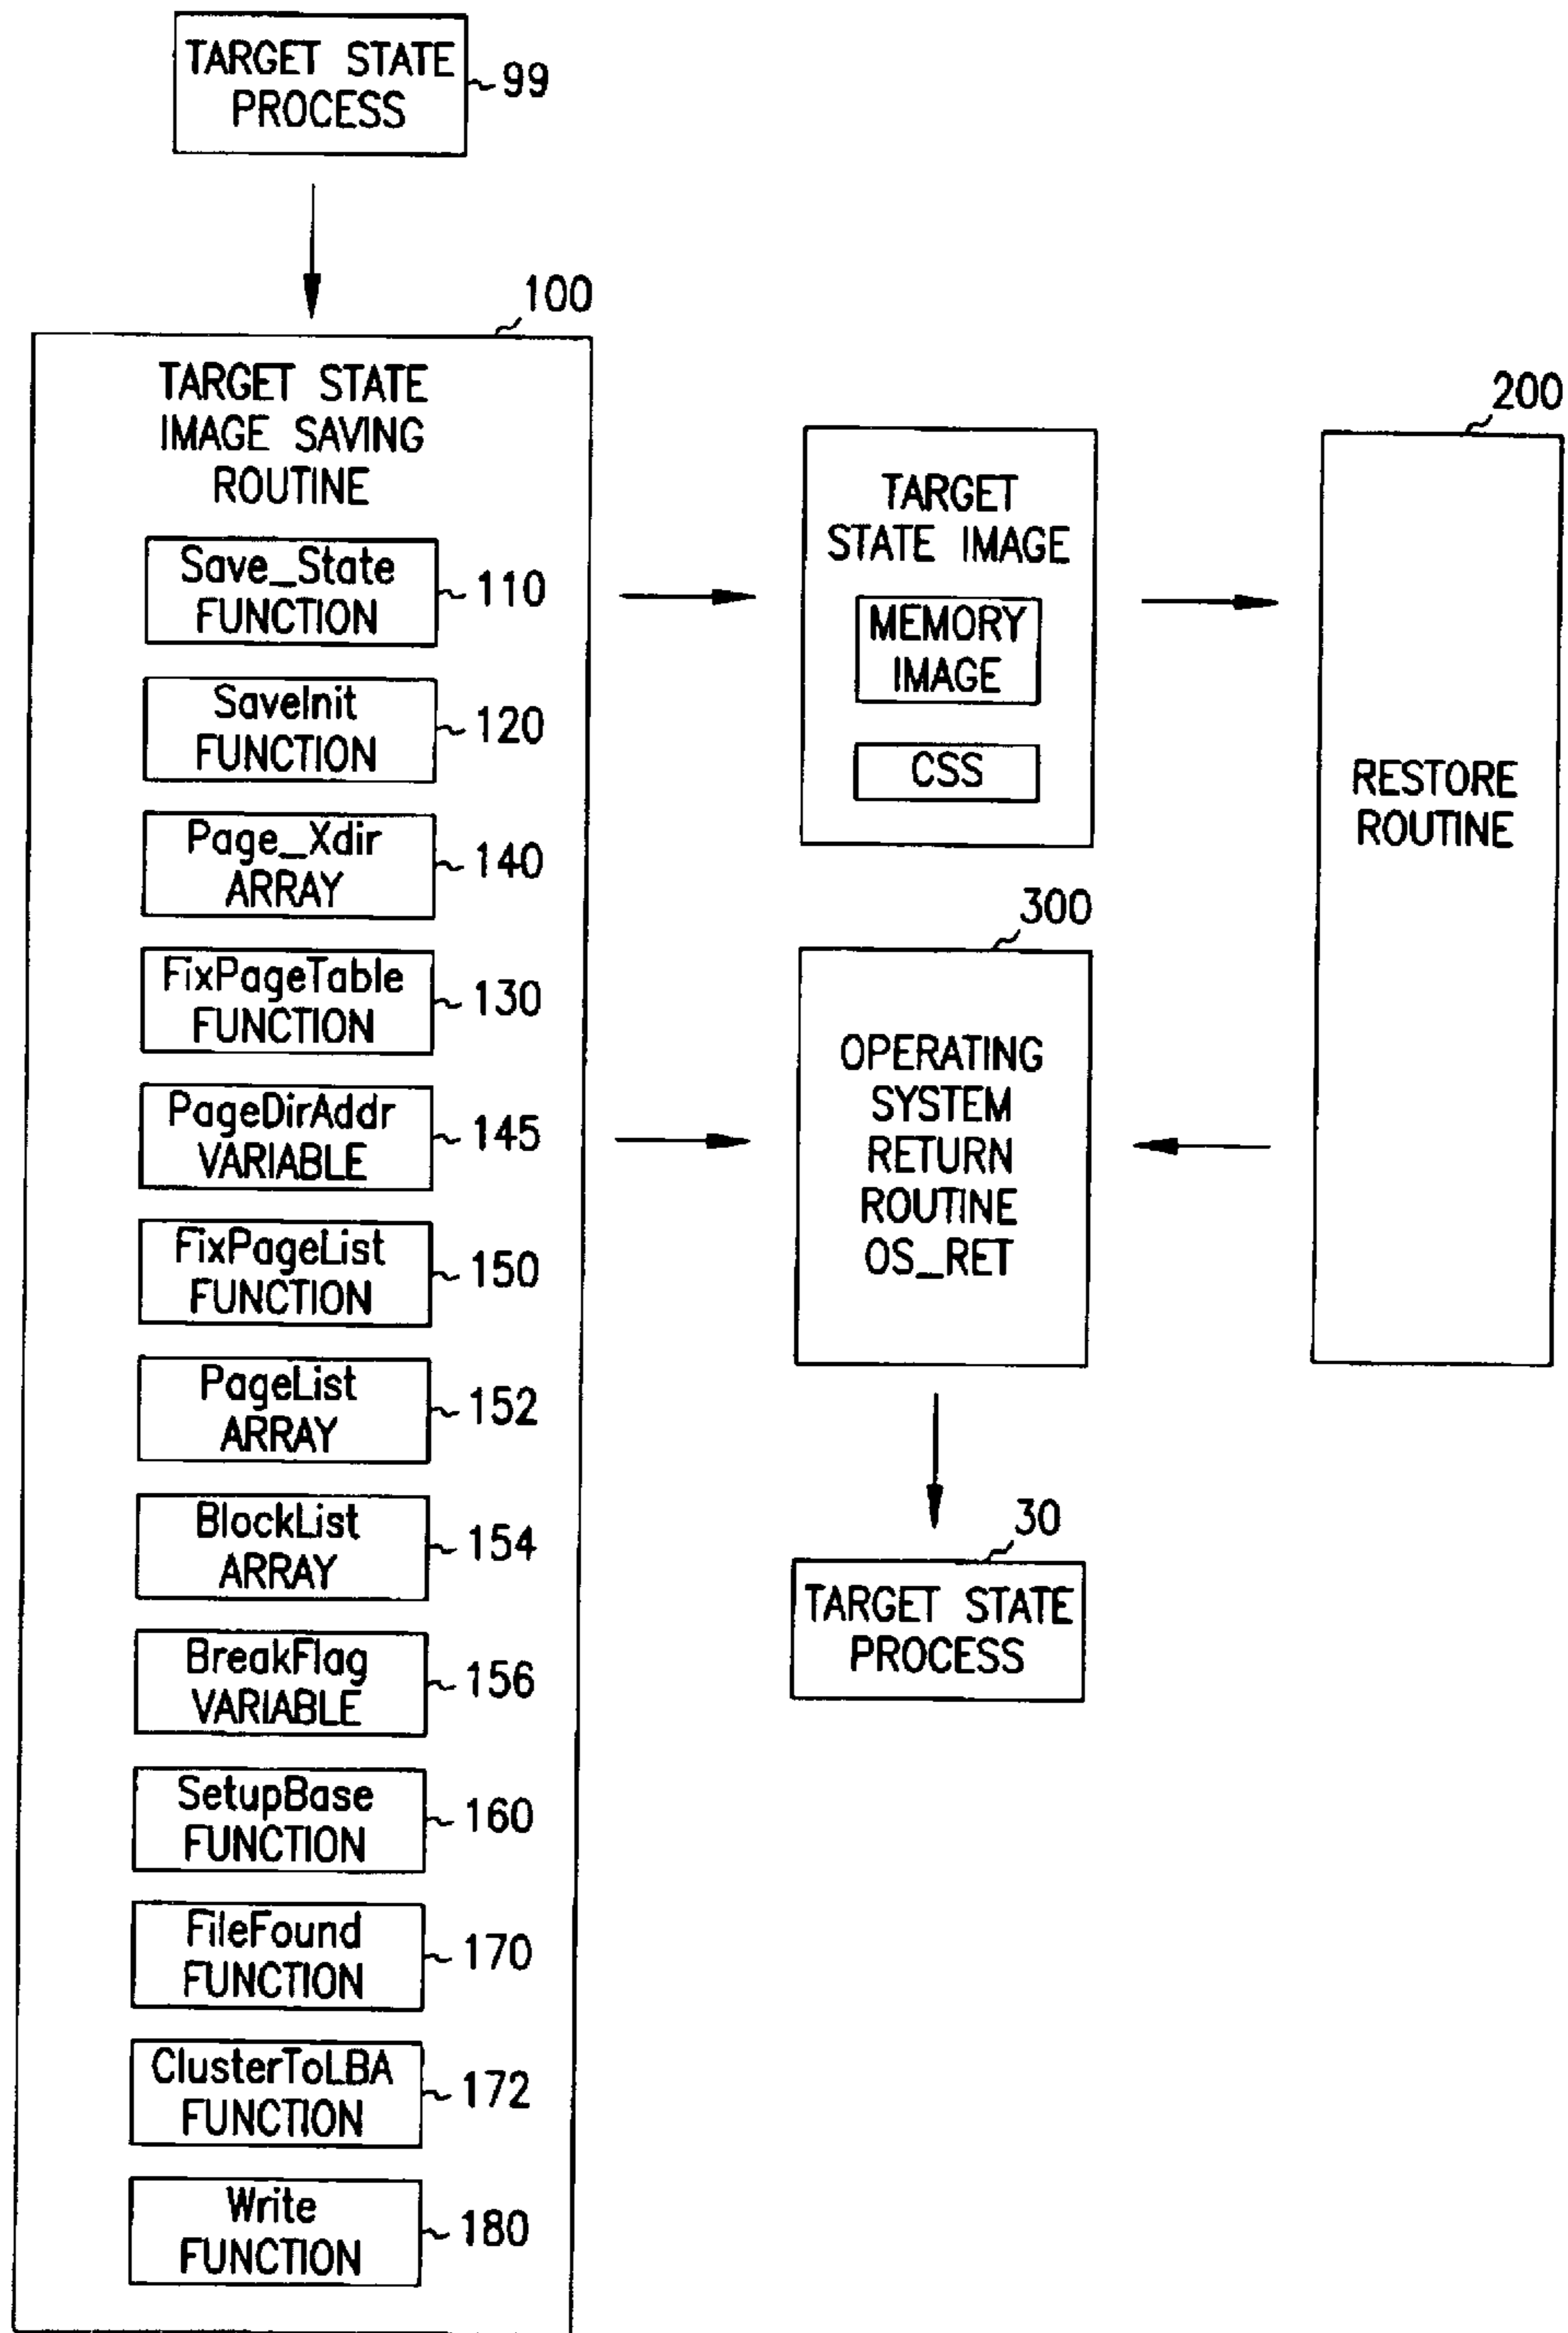 TARGET STATE
PROCESS
99
100
TARGET STATE
IMAGE SAVING
ROUTINE
Save_State
FUNCTION
110
SaveInit
FUNCTION
120
Page_Xdir
ARRAY
140
FixPageTable
FUNCTION
130
PageDirAddr
VARIABLE
145
FixPageList
FUNCTION
150
PageList
ARRAY
152
BlockList
ARRAY
154
BreakFlag
VARIABLE
156
SetupBase
FUNCTION
160
FileFound
FUNCTION
170
ClusterToLBA
FUNCTION
172
Write
FUNCTION
180
TARGET
STATE IMAGE
MEMORY
IMAGE
CSS
200
RESTORE
ROUTINE
300
OPERATING
SYSTEM
RETURN
ROUTINE
OS_RET
30
TARGET STATE
PROCESS